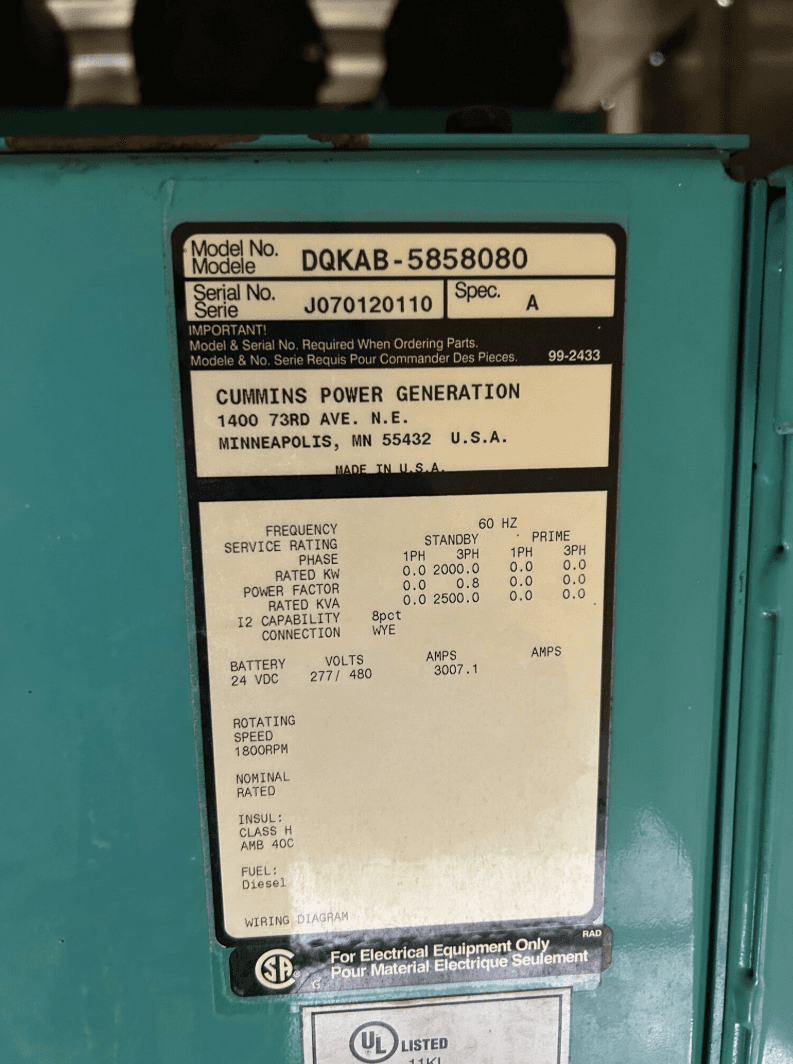 Model No. DQKAB-5858080
Modele
Serial No. J070120110 Spec. A
Serie
IMPORTANT!
Model & Serial No. Required When Ordering Parts.
Modele & No. Serie Requis Pour Commander Des Pieces. 99-2433
CUMMINS POWER GENERATION
1400 73RD AVE. N.E.
MINNEAPOLIS, MN 55432 U.S.A.
MADE IN U.S.A.
FREQUENCY 60 HZ
SERVICE RATING STANDBY PRIME
PHASE 1PH 3PH 1PH 3PH
RATED KW 0.0 2000.0 0.0 0.0
POWER FACTOR 0.0 0.8 0.0 0.0
RATED KVA 0.0 2500.0 0.0 0.0
I2 CAPABILITY 8pct
CONNECTION WYE
BATTERY VOLTS AMPS AMPS
24 VDC 277/ 480 3007.1
ROTATING
SPEED
1800RPM
NOMINAL
RATED
INSUL:
CLASS H
AMB 40C
FUEL:
Diesel
WIRING DIAGRAM
RAD
SA® For Electrical Equipment Only
G Pour Material Electrique Seulement
UL LISTED